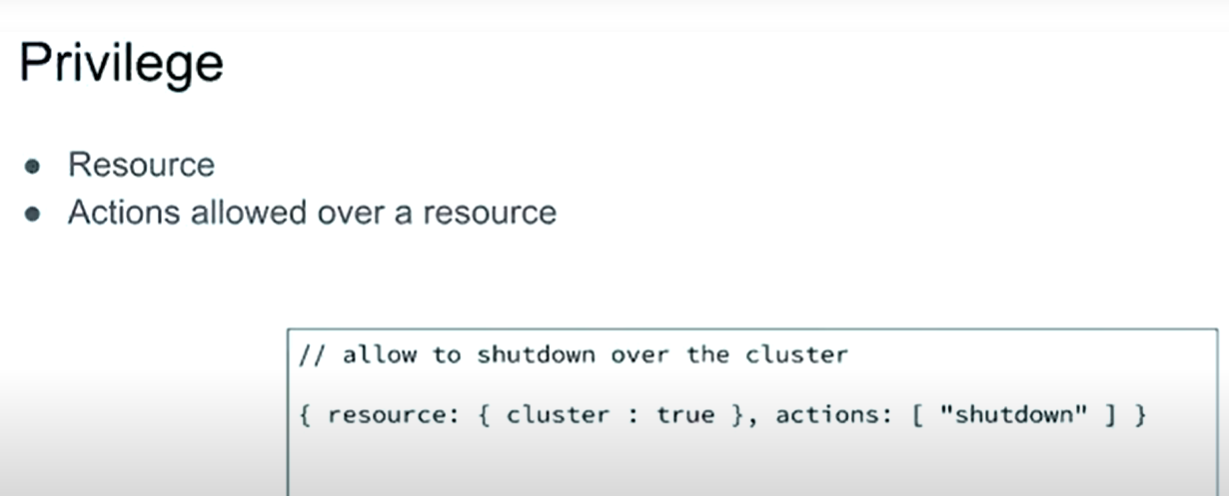 Privilege
● Resource
● Actions allowed over a resource
// allow to shutdown over the cluster
{ resource: { cluster : true }, actions: [ "shutdown" ] }